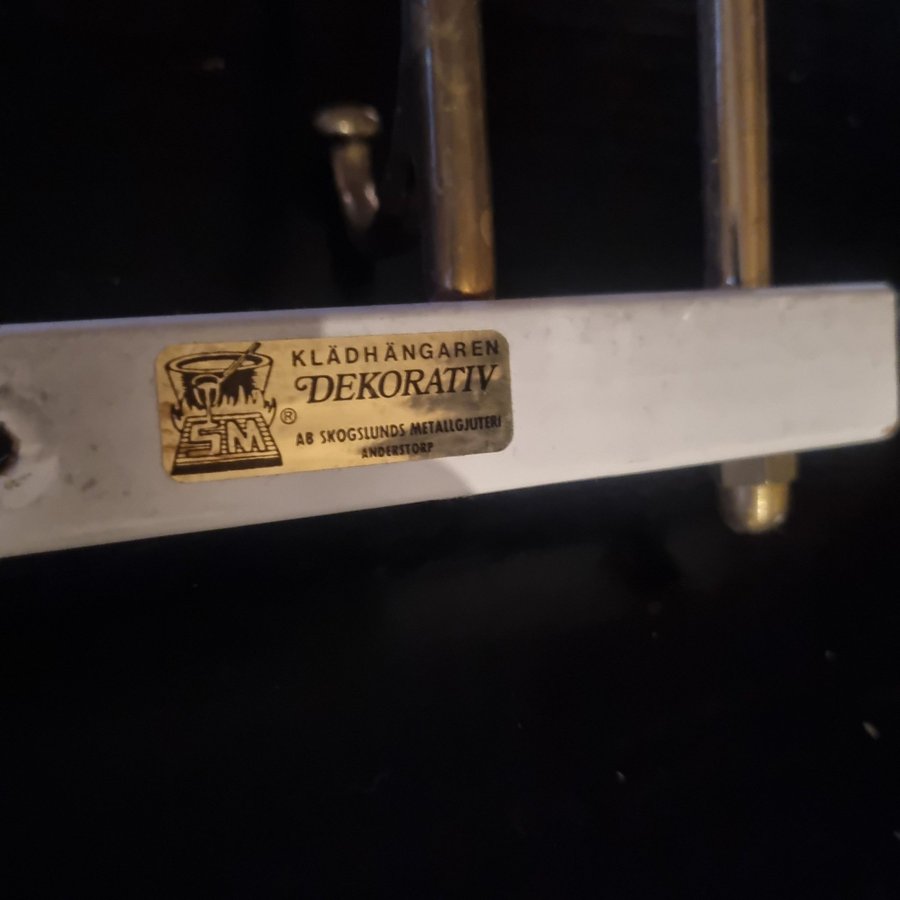 KLÄDHÄNGAREN
DEKORATIV
SM ®
AB SKOGSLUNDS METALLGJUTERI
ANDERSTORP